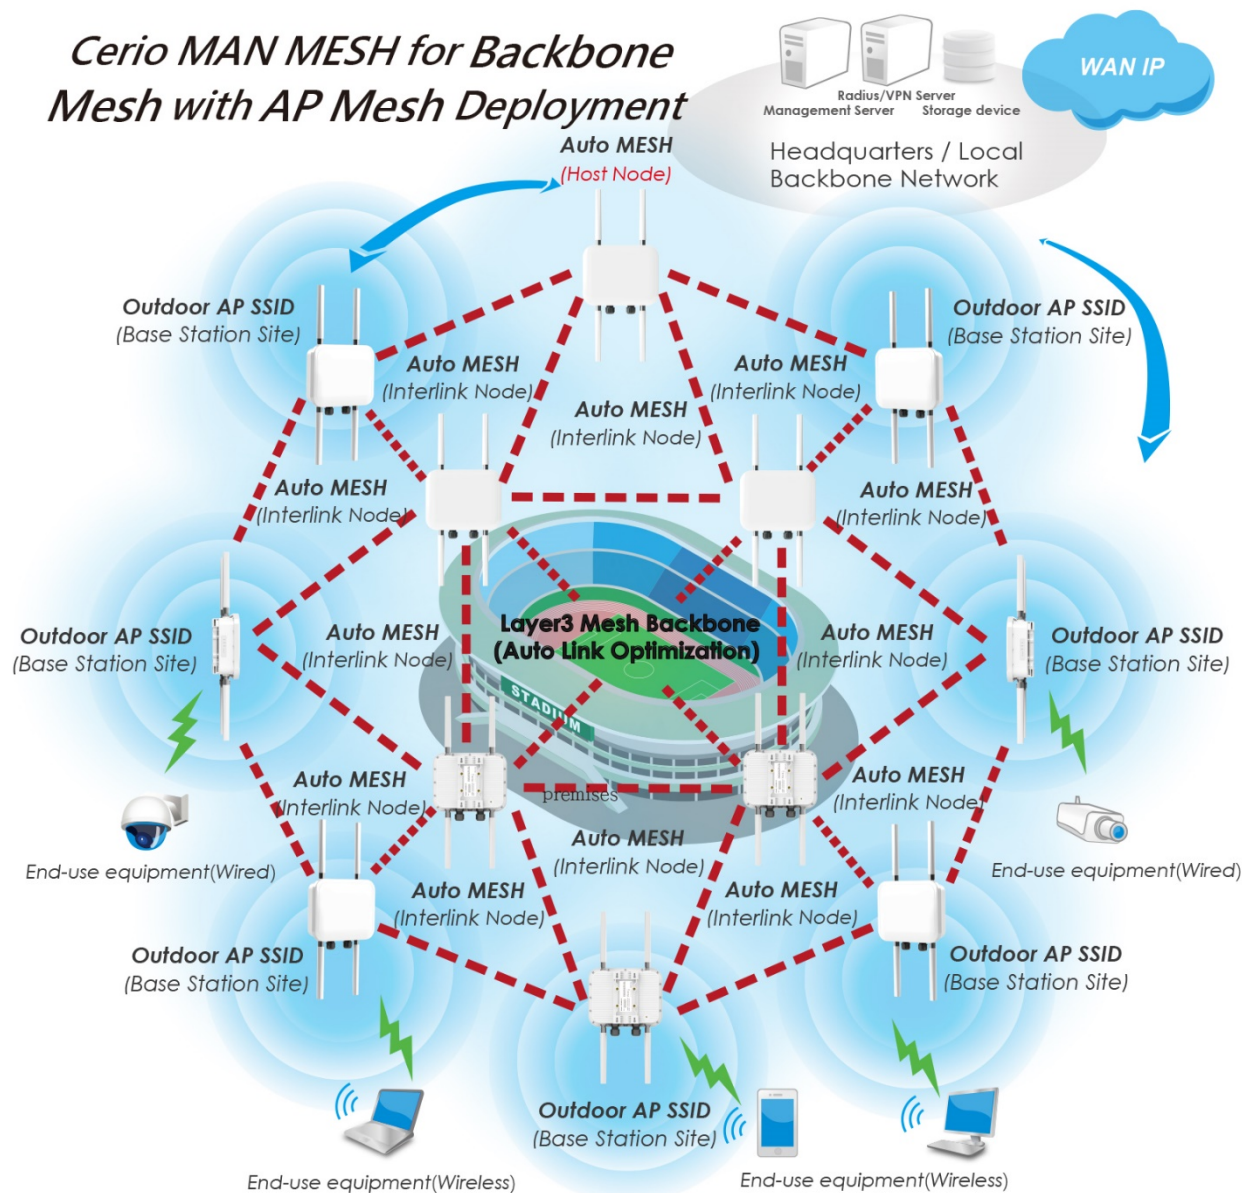 Cerio MAN MESH for Backbone
Mesh with AP Mesh Deployment
WAN IP
Radius/VPN Server
Management Server
Storage device
Headquarters / Local
Backbone Network
Auto MESH
(Host Node)
Outdoor AP SSID
(Base Station Site)
Outdoor AP SSID
(Base Station Site)
Auto MESH
(Interlink Node)
Auto MESH
(Interlink Node)
Auto MESH
(Interlink Node)
Auto MESH
(Interlink Node)
Auto MESH
(Interlink Node)
Layer3 Mesh Backbone
(Auto Link Optimization)
Auto MESH
(Interlink Node)
Auto MESH
(Interlink Node)
Outdoor AP SSID
(Base Station Site)
Outdoor AP SSID
(Base Station Site)
STADIUM
premises
Auto MESH
(Interlink Node)
Auto MESH
(Interlink Node)
Auto MESH
(Interlink Node)
End-use equipment(Wired)
End-use equipment(Wired)
Auto MESH
(Interlink Node)
Auto MESH
(Interlink Node)
Outdoor AP SSID
(Base Station Site)
Outdoor AP SSID
(Base Station Site)
Outdoor AP SSID
(Base Station Site)
End-use equipment(Wireless)
End-use equipment(Wireless)